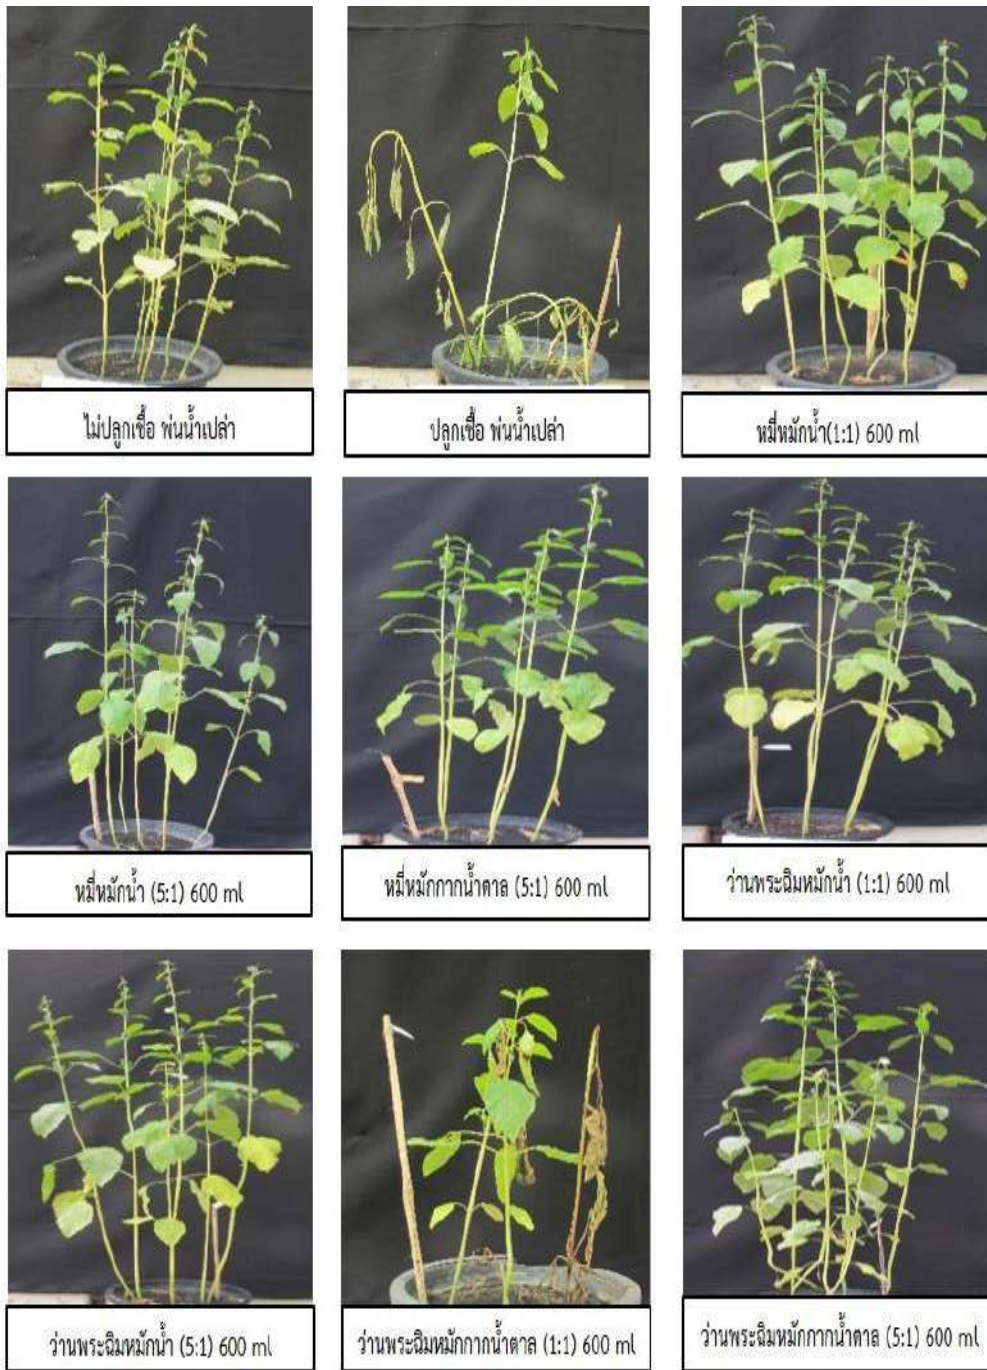 ไม่ปลูกเชื้อ พ่นน้ำเปล่า
ปลูกเชื้อ พ่นน้ำเปล่า
หมี่หมักน้ำ(1:1) 600 ml
หมี่หมักน้ำ (5:1) 600 ml
หมี่หมักกากน้ำตาล (5:1) 600 ml
ว่านพระฉิมหมักน้ำ (1:1) 600 ml
ว่านพระฉิมหมักน้ำ (5:1) 600 ml
ว่านพระฉิมหมักกากน้ำตาล (1:1) 600 ml
ว่านพระฉิมหมักกากน้ำตาล (5:1) 600 ml